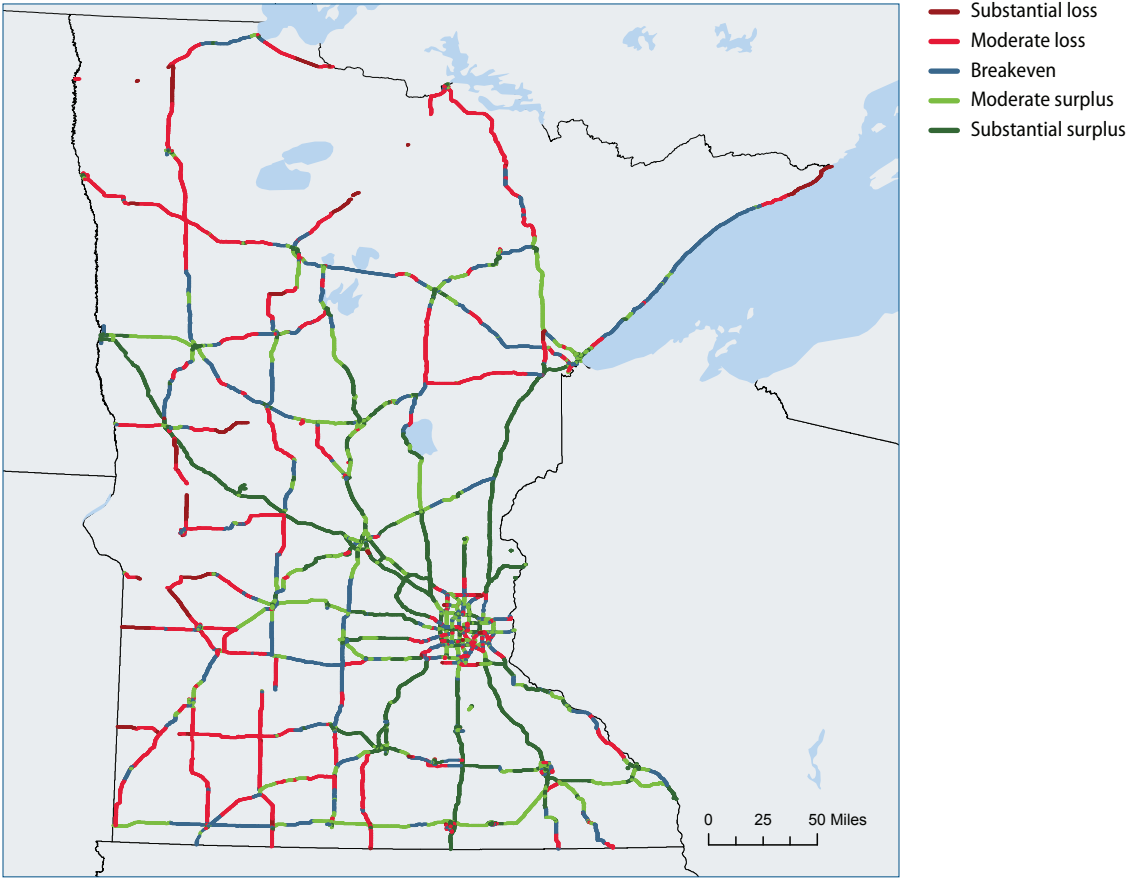 Substantial loss
Moderate loss
Breakeven
Moderate surplus
Substantial surplus
0 25 50 Miles